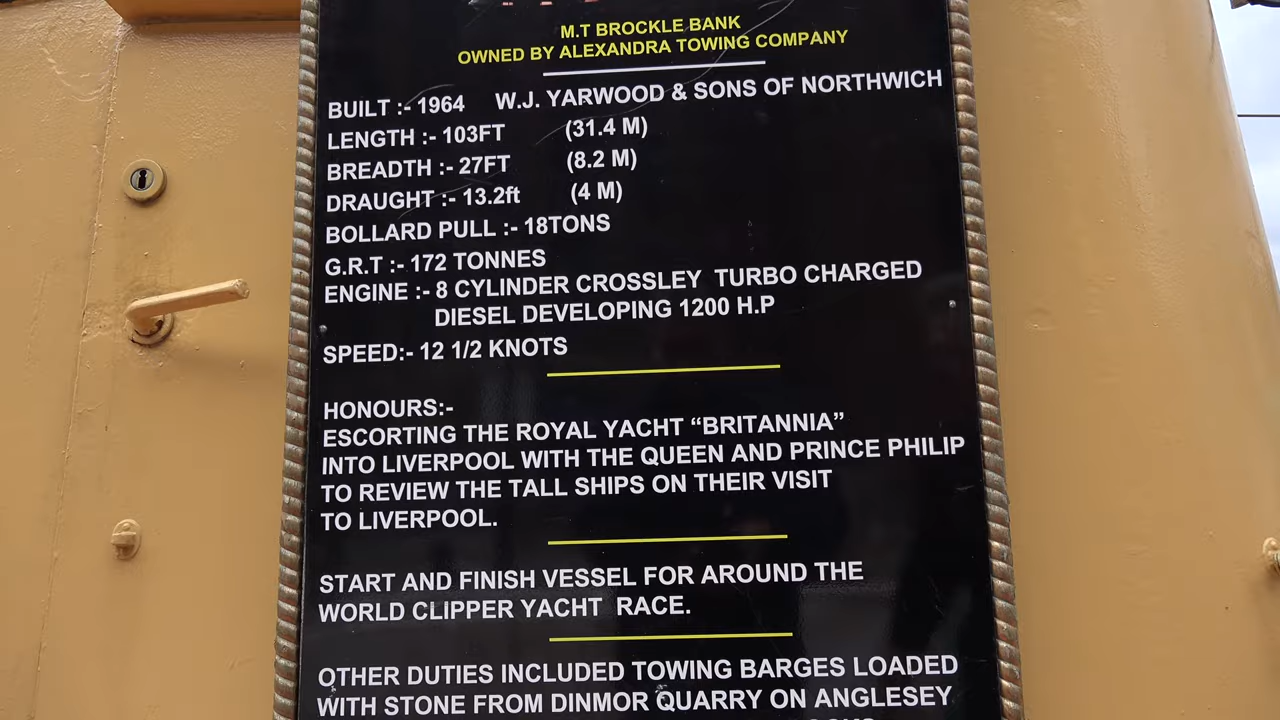 M.T BROCKLE BANK
OWNED BY ALEXANDRA TOWING COMPANY
BUILT :- 1964 W.J. YARWOOD & SONS OF NORTHWICH
LENGTH :- 103FT (31.4 M)
BREADTH :- 27FT (8.2 M)
DRAUGHT :- 13.2ft (4 M)
BOLLARD PULL :- 18TONS
G.R.T :- 172 TONNES
ENGINE :- 8 CYLINDER CROSSLEY TURBO CHARGED
DIESEL DEVELOPING 1200 H.P
SPEED:- 12 1/2 KNOTS
HONOURS:-
ESCORTING THE ROYAL YACHT “BRITANNIA”
INTO LIVERPOOL WITH THE QUEEN AND PRINCE PHILIP
TO REVIEW THE TALL SHIPS ON THEIR VISIT
TO LIVERPOOL.
START AND FINISH VESSEL FOR AROUND THE
WORLD CLIPPER YACHT RACE.
OTHER DUTIES INCLUDED TOWING BARGES LOADED
WITH STONE FROM DINMOR QUARRY ON ANGLESEY